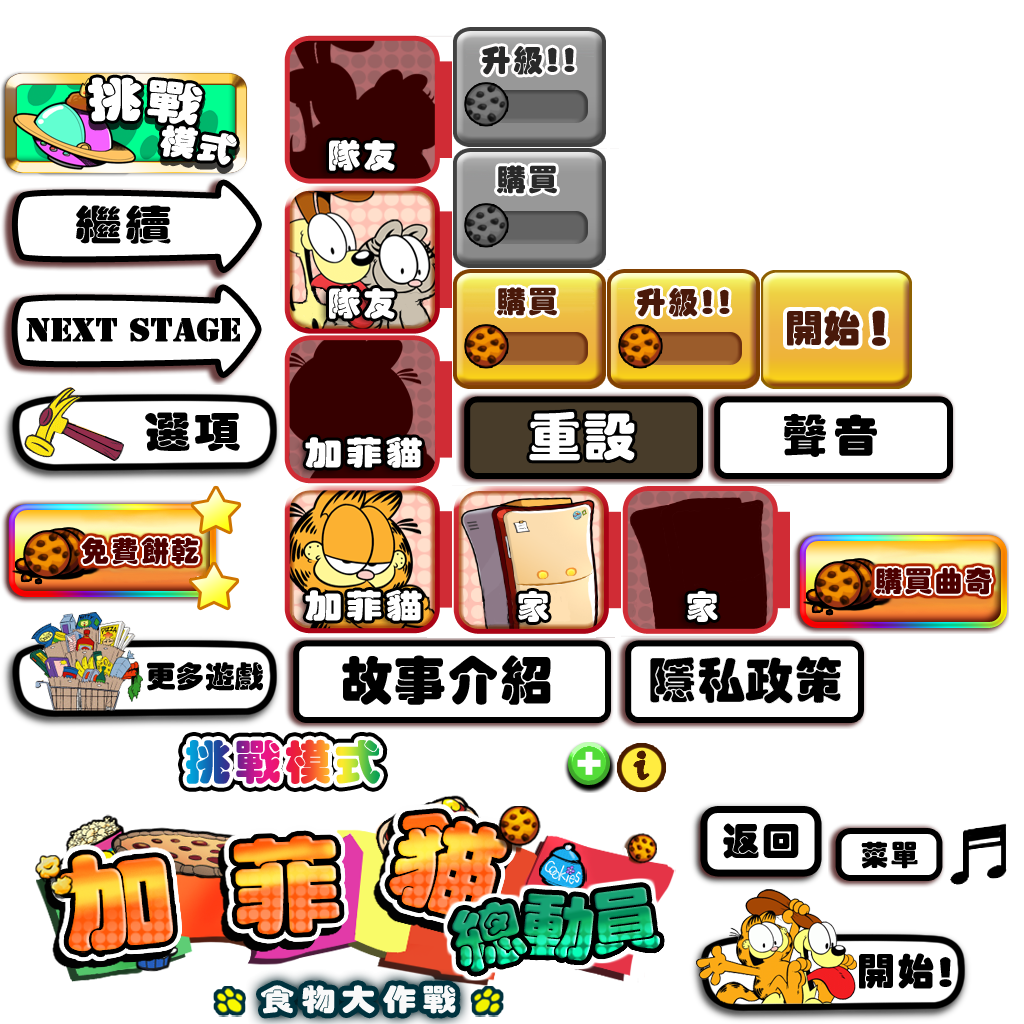 挑戰
模式
隊友
升級!!
購買
繼續
隊友
購買
升級!!
開始!
NEXT STAGE
選項
加菲貓
重設
聲音
免費餅乾
加菲貓
家
家
購買曲奇
更多遊戲
故事介紹
隱私政策
挑戰模式
i
PIZZA
加菲貓
Cookies
總動員
食物大作戰
返回
菜單
開始!